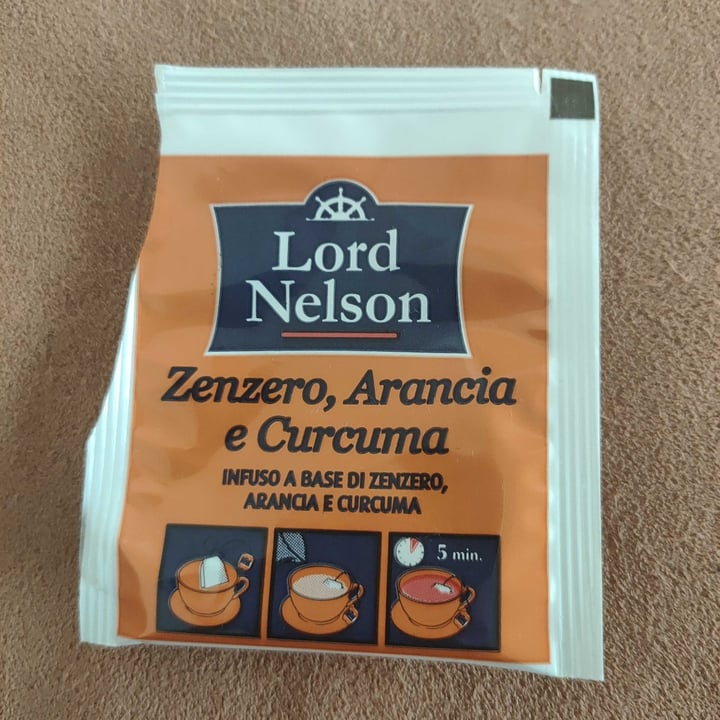 Lord
Nelson
Zenzero, Arancia
e Curcuma
INFUSO A BASE DI ZENZERO,
ARANCIA E CURCUMA
5 min.